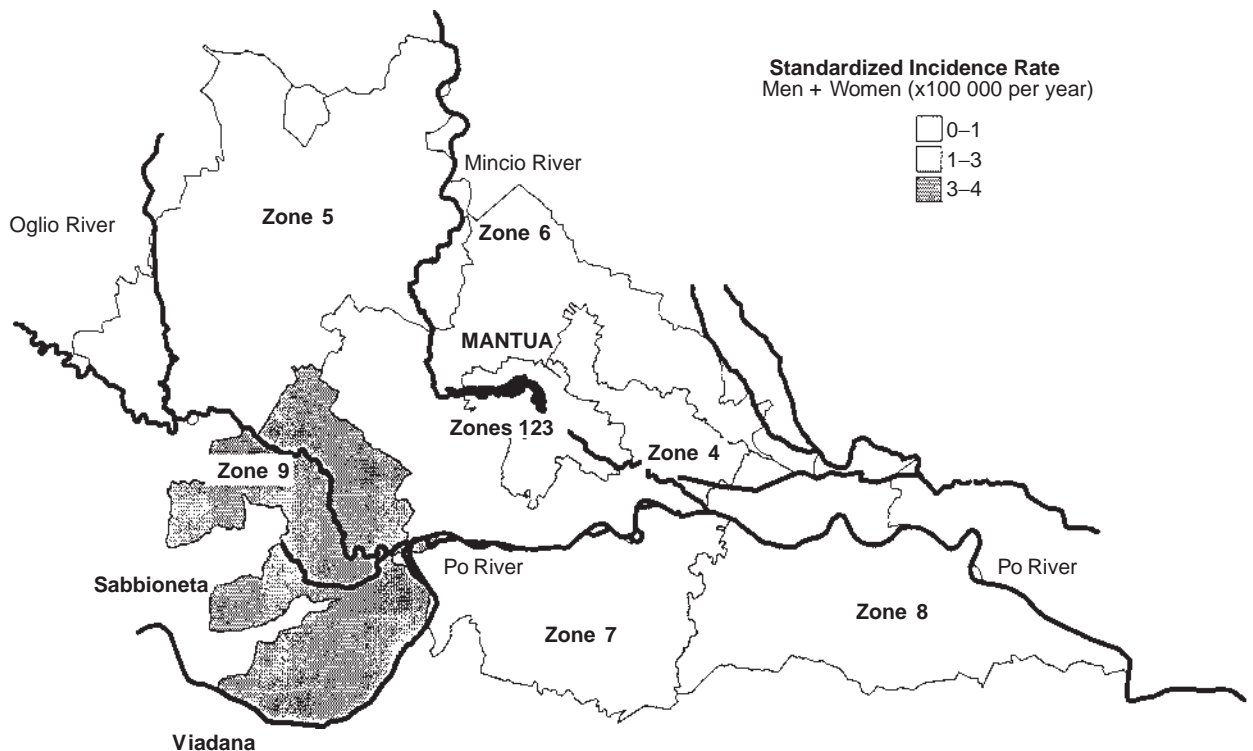 Standardized Incidence Rate
Men + Women (x100 000 per year)
0–1
1–3
3–4
Mincio River
Oglio River
Zone 5
Zone 6
MANTUA
Zones 123
Zone 4
Zone 9
Po River
Po River
Sabbioneta
Zone 8
Zone 7
Viadana